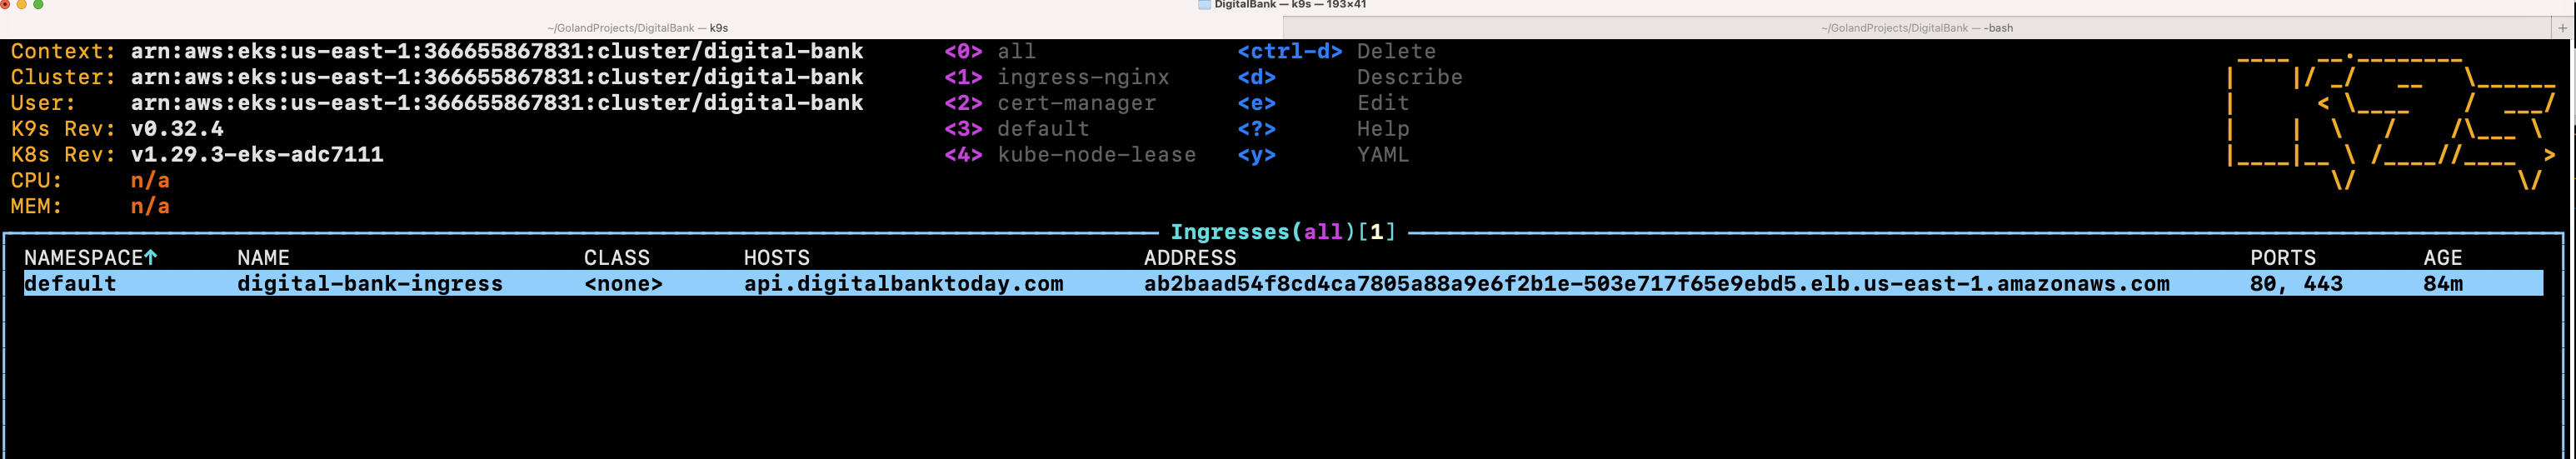 DigitalBank — k9s — 193×41
~/GolandProjects/DigitalBank — k9s ~/GolandProjects/DigitalBank — -bash +
Context: arn:aws:eks:us-east-1:366655867831:cluster/digital-bank <0> all <ctrl-d> Delete
Cluster: arn:aws:eks:us-east-1:366655867831:cluster/digital-bank <1> ingress-nginx <d> Describe
User: arn:aws:eks:us-east-1:366655867831:cluster/digital-bank <2> cert-manager <e> Edit
K9s Rev: v0.32.4 <3> default <?> Help
K8s Rev: v1.29.3-eks-adc7111 <4> kube-node-lease <y> YAML
CPU: n/a
MEM: n/a
Ingresses(all)[1]
NAMESPACE↑ NAME CLASS HOSTS ADDRESS PORTS AGE
default digital-bank-ingress <none> api.digitalbanktoday.com ab2baad54f8cd4ca7805a88a9e6f2b1e-503e717f65e9ebd5.elb.us-east-1.amazonaws.com 80, 443 84m